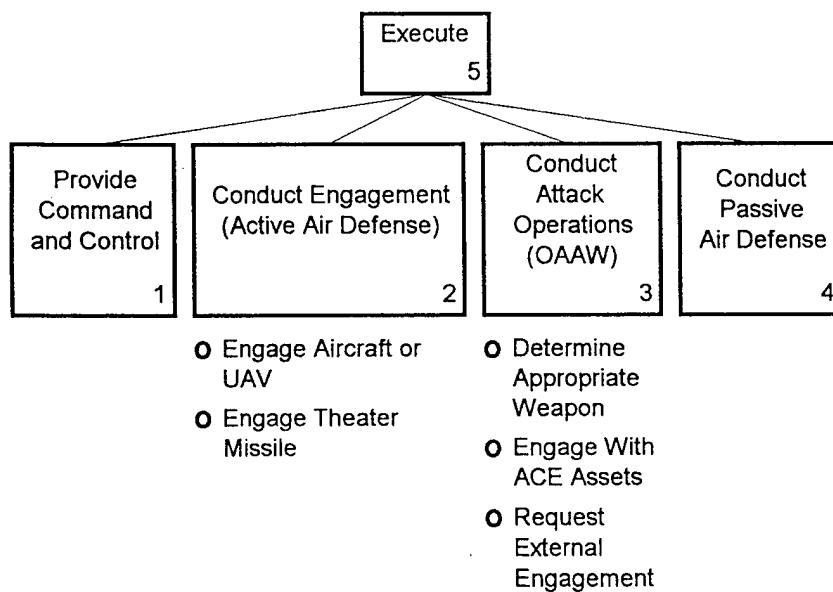 Execute
5
Provide
Command
and Control
1
Conduct Engagement
(Active Air Defense)
2
Conduct
Attack
Operations
(OAAW)
3
Conduct
Passive
Air Defense
4
o Engage Aircraft or
UAV
o Engage Theater
Missile
o Determine
Appropriate
Weapon
o Engage With
ACE Assets
o Request
External
Engagement